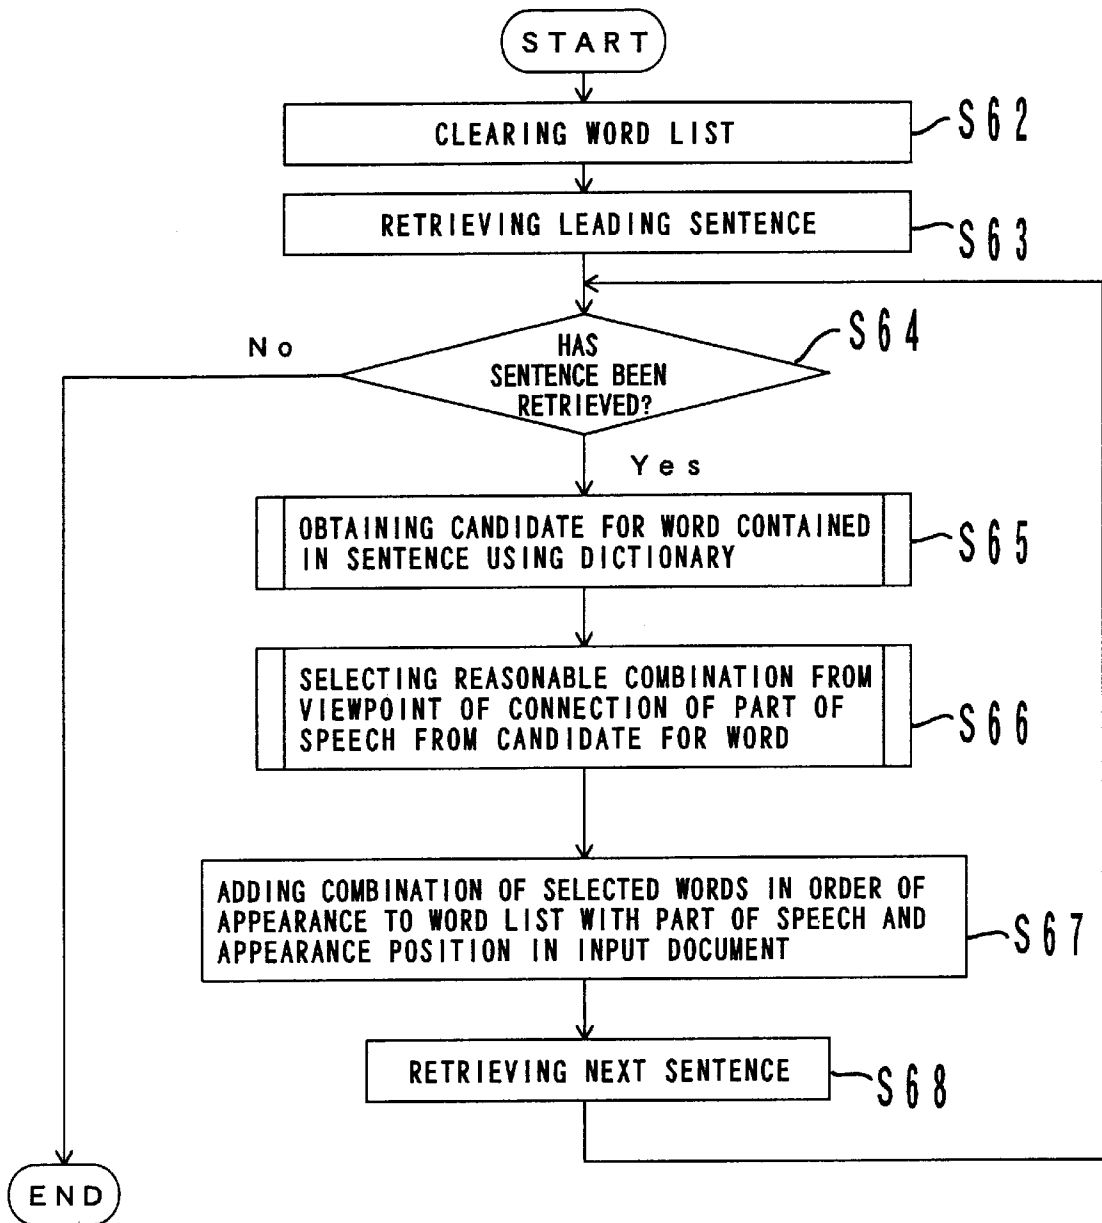 START
CLEARING WORD LIST
S62
RETRIEVING LEADING SENTENCE
S63
HAS
SENTENCE BEEN
RETRIEVED?
S64
No
Yes
OBTAINING CANDIDATE FOR WORD CONTAINED
IN SENTENCE USING DICTIONARY
S65
SELECTING REASONABLE COMBINATION FROM
VIEWPOINT OF CONNECTION OF PART OF
SPEECH FROM CANDIDATE FOR WORD
S66
ADDING COMBINATION OF SELECTED WORDS IN ORDER OF
APPEARANCE TO WORD LIST WITH PART OF SPEECH AND
APPEARANCE POSITION IN INPUT DOCUMENT
S67
RETRIEVING NEXT SENTENCE
S68
END